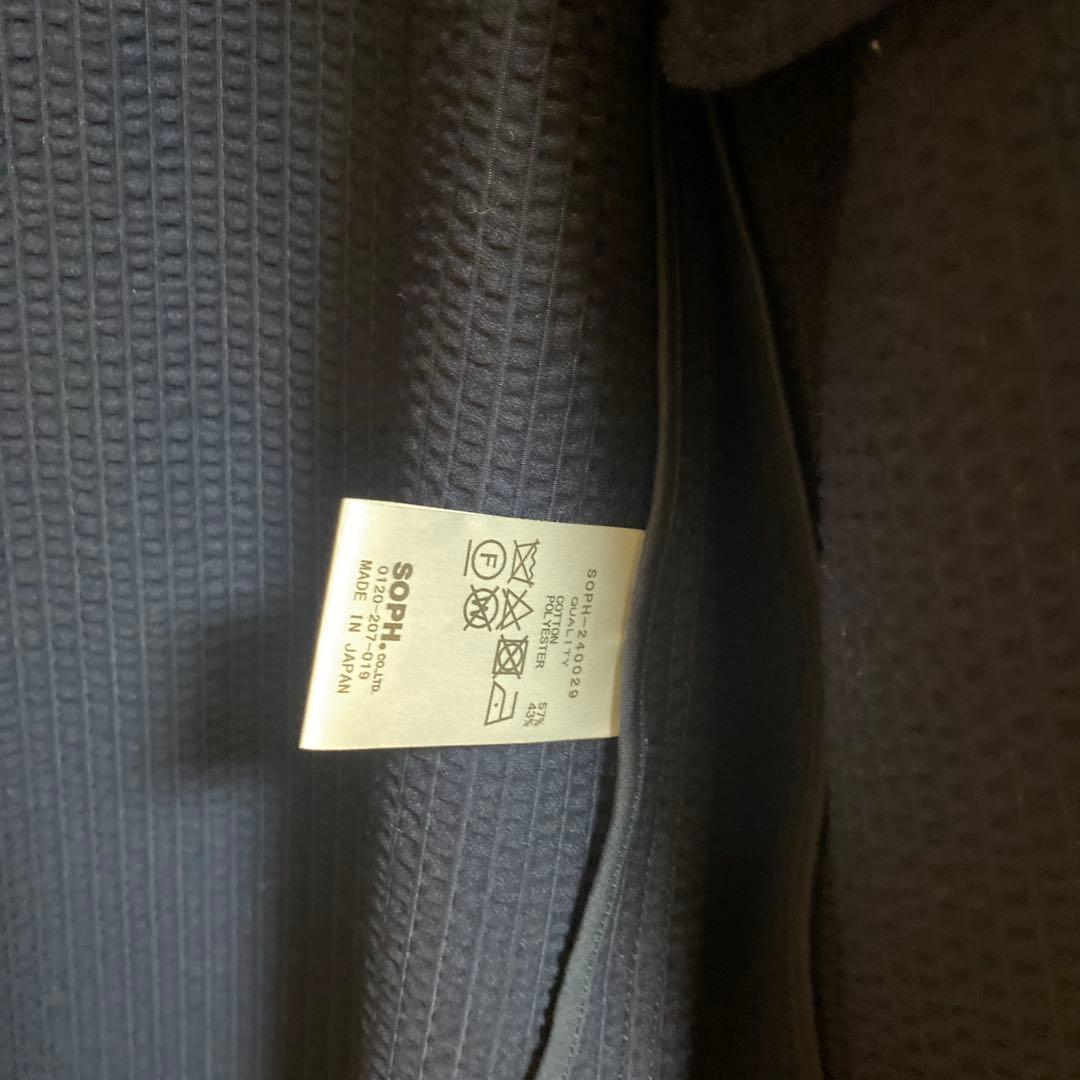 SOPH-240029
QUALITY
COTTON 57%
POLYESTER 43%
F
W
SOPH. CO.,LTD.
0120-207-019
MADE IN JAPAN